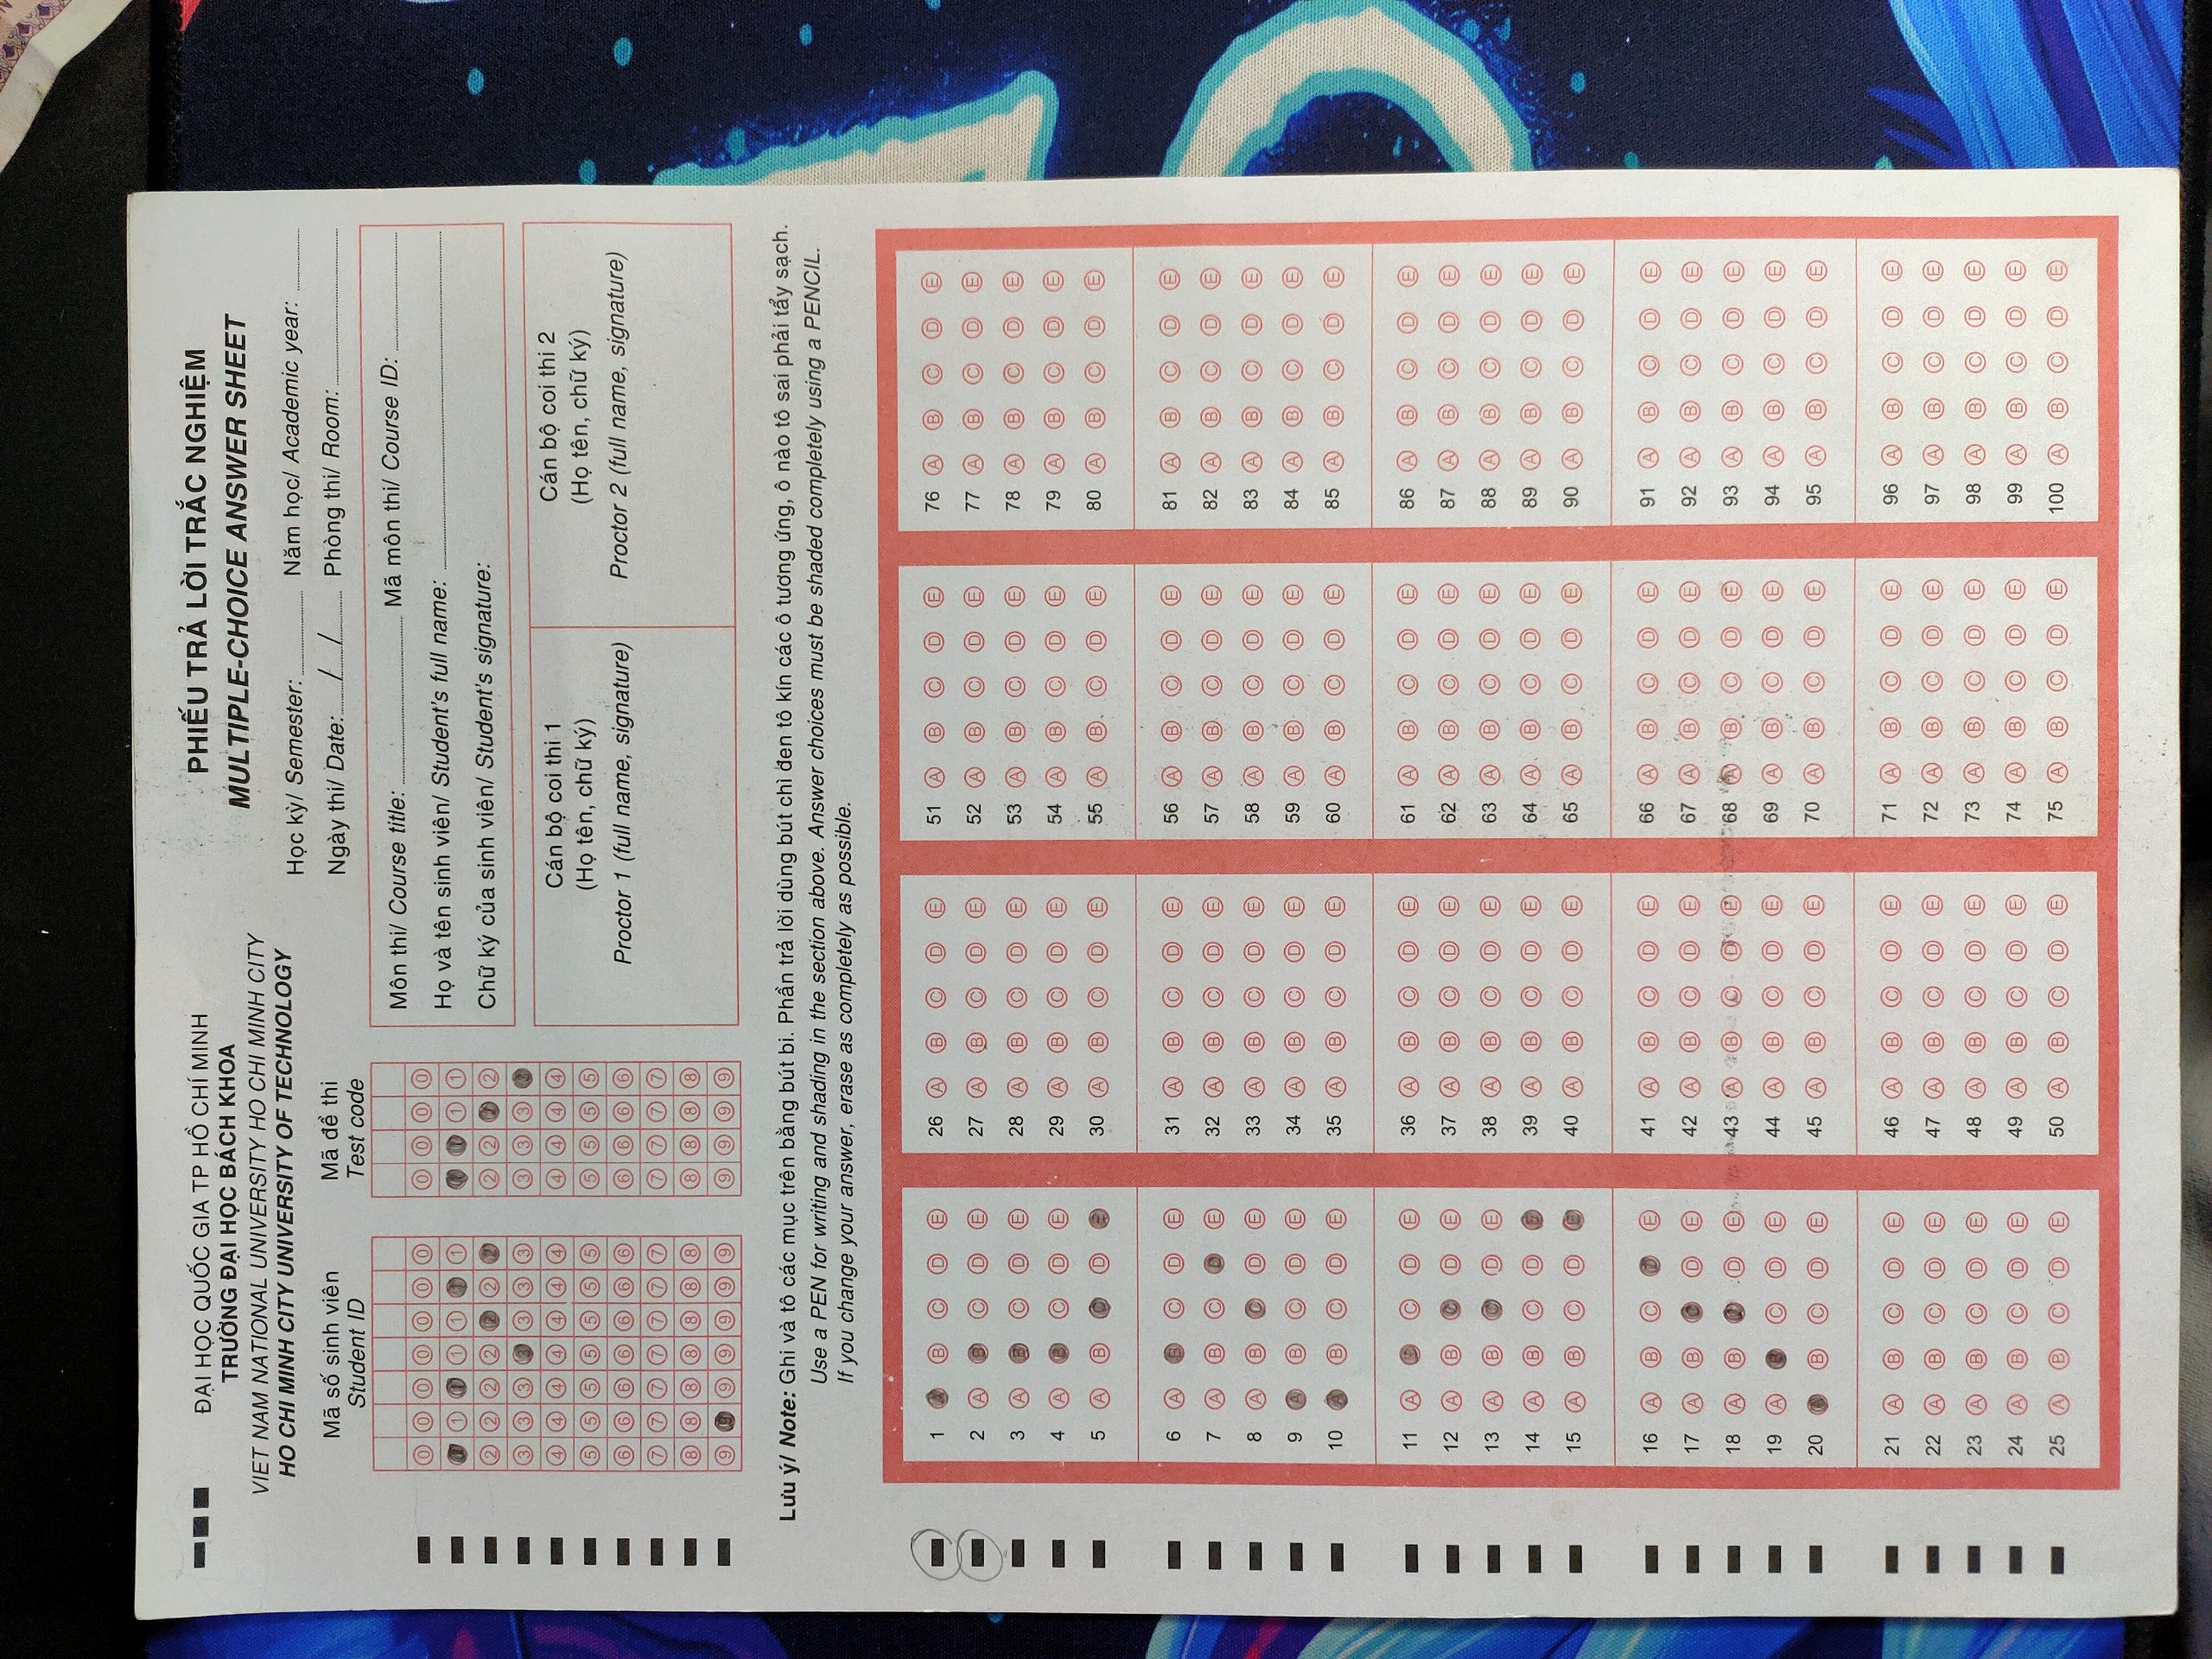 ĐẠI HỌC QUỐC GIA TP HỒ CHÍ MINH
TRƯỜNG ĐẠI HỌC BÁCH KHOA
VIET NAM NATIONAL UNIVERSITY HO CHI MINH CITY
HO CHI MINH CITY UNIVERSITY OF TECHNOLOGY
PHIẾU TRẢ LỜI TRẮC NGHIỆM
MULTIPLE-CHOICE ANSWER SHEET
Học kỳ/ Semester: Năm học/ Academic year:
Ngày thi/ Date: / / Phòng thi/ Room:
Mã số sinh viên
Student ID
Mã đề thi
Test code
0 0 0 0 0 0 0 0 0 0 0
1 1 1 1 1 1 1 1 1 1 1
2 2 2 2 2 2 2 2 2 2 2
3 3 3 3 3 3 3 3 3 3 3
4 4 4 4 4 4 4 4 4 4 4
5 5 5 5 5 5 5 5 5 5 5
6 6 6 6 6 6 6 6 6 6 6
7 7 7 7 7 7 7 7 7 7 7
8 8 8 8 8 8 8 8 8 8 8
9 9 9 9 9 9 9 9 9 9 9
Môn thi/ Course title: Mã môn thi/ Course ID:
Họ và tên sinh viên/ Student's full name:
Chữ ký của sinh viên/ Student's signature:
Cán bộ coi thi 1
(Họ tên, chữ ký)
Proctor 1 (full name, signature)
Cán bộ coi thi 2
(Họ tên, chữ ký)
Proctor 2 (full name, signature)
Lưu ý/ Note: Ghi và tô các mục trên bằng bút bi. Phần trả lời dùng bút chì đen tô kín các ô tương ứng, ô nào tô sai phải tẩy sạch.
Use a PEN for writing and shading in the section above. Answer choices must be shaded completely using a PENCIL.
If you change your answer, erase as completely as possible.
1 A B C D E
2 A B C D E
3 A B C D E
4 A B C D E
5 A B C D E
6 A B C D E
7 A B C D E
8 A B C D E
9 A B C D E
10 A B C D E
11 A B C D E
12 A B C D E
13 A B C D E
14 A B C D E
15 A B C D E
16 A B C D E
17 A B C D E
18 A B C D E
19 A B C D E
20 A B C D E
21 A B C D E
22 A B C D E
23 A B C D E
24 A B C D E
25 A B C D E
26 A B C D E
27 A B C D E
28 A B C D E
29 A B C D E
30 A B C D E
31 A B C D E
32 A B C D E
33 A B C D E
34 A B C D E
35 A B C D E
36 A B C D E
37 A B C D E
38 A B C D E
39 A B C D E
40 A B C D E
41 A B C D E
42 A B C D E
43 A B C D E
44 A B C D E
45 A B C D E
46 A B C D E
47 A B C D E
48 A B C D E
49 A B C D E
50 A B C D E
51 A B C D E
52 A B C D E
53 A B C D E
54 A B C D E
55 A B C D E
56 A B C D E
57 A B C D E
58 A B C D E
59 A B C D E
60 A B C D E
61 A B C D E
62 A B C D E
63 A B C D E
64 A B C D E
65 A B C D E
66 A B C D E
67 A B C D E
68 A B C D E
69 A B C D E
70 A B C D E
71 A B C D E
72 A B C D E
73 A B C D E
74 A B C D E
75 A B C D E
76 A B C D E
77 A B C D E
78 A B C D E
79 A B C D E
80 A B C D E
81 A B C D E
82 A B C D E
83 A B C D E
84 A B C D E
85 A B C D E
86 A B C D E
87 A B C D E
88 A B C D E
89 A B C D E
90 A B C D E
91 A B C D E
92 A B C D E
93 A B C D E
94 A B C D E
95 A B C D E
96 A B C D E
97 A B C D E
98 A B C D E
99 A B C D E
100 A B C D E